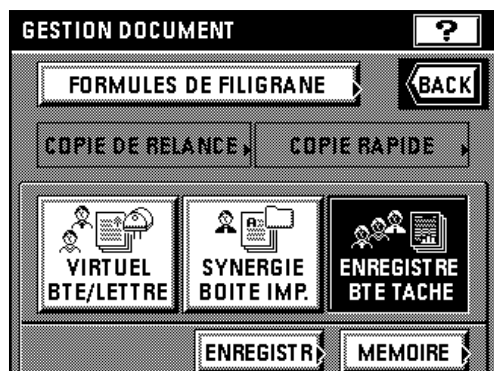 GESTION DOCUMENT ?
FORMULES DE FILIGRANE
BACK
COPIE DE RELANCE
COPIE RAPIDE
VIRTUEL
BTE/LETTRE
SYNERGIE
BOITE IMP.
ENREGISTRE
BTE TACHE
ENREGISTR
MEMOIRE